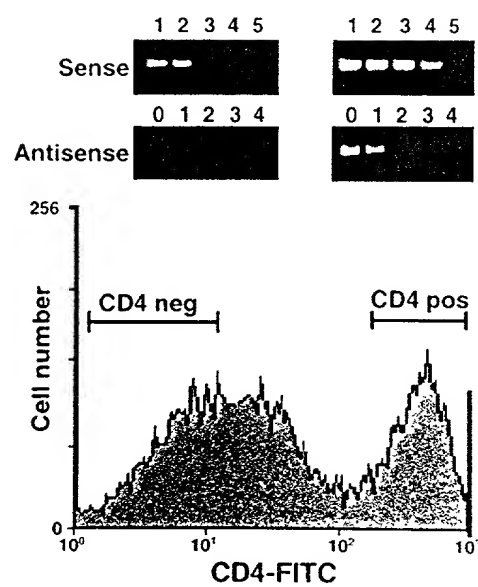 1 2 3 4 5 1 2 3 4 5
Sense
0 1 2 3 4 0 1 2 3 4
Antisense
256
CD4 neg
CD4 pos
Cell number
0
10⁰ 10¹ 10² 10
CD4-FITC